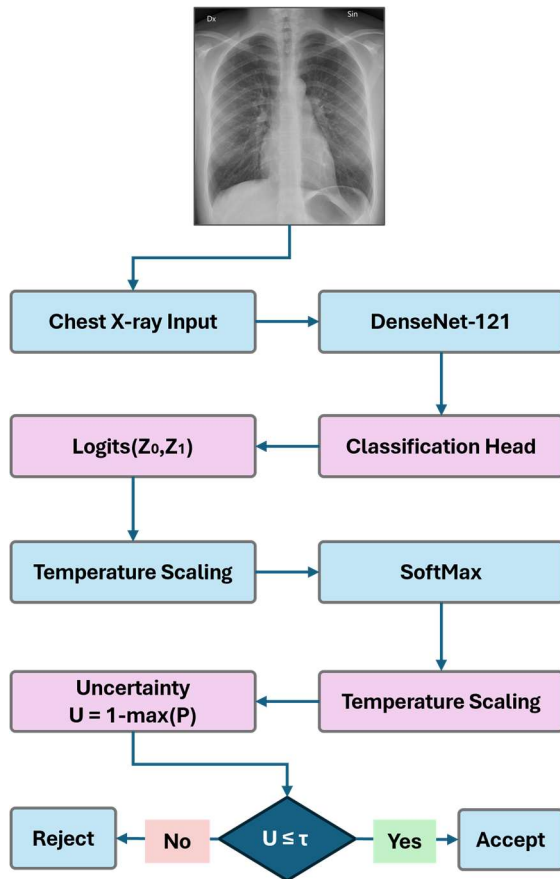 Dx
Sin
Chest X-ray Input
DenseNet-121
Logits(Z₀,Z₁)
Classification Head
Temperature Scaling
SoftMax
Uncertainty
U = 1-max(P)
Temperature Scaling
Reject
No
U ≤ τ
Yes
Accept